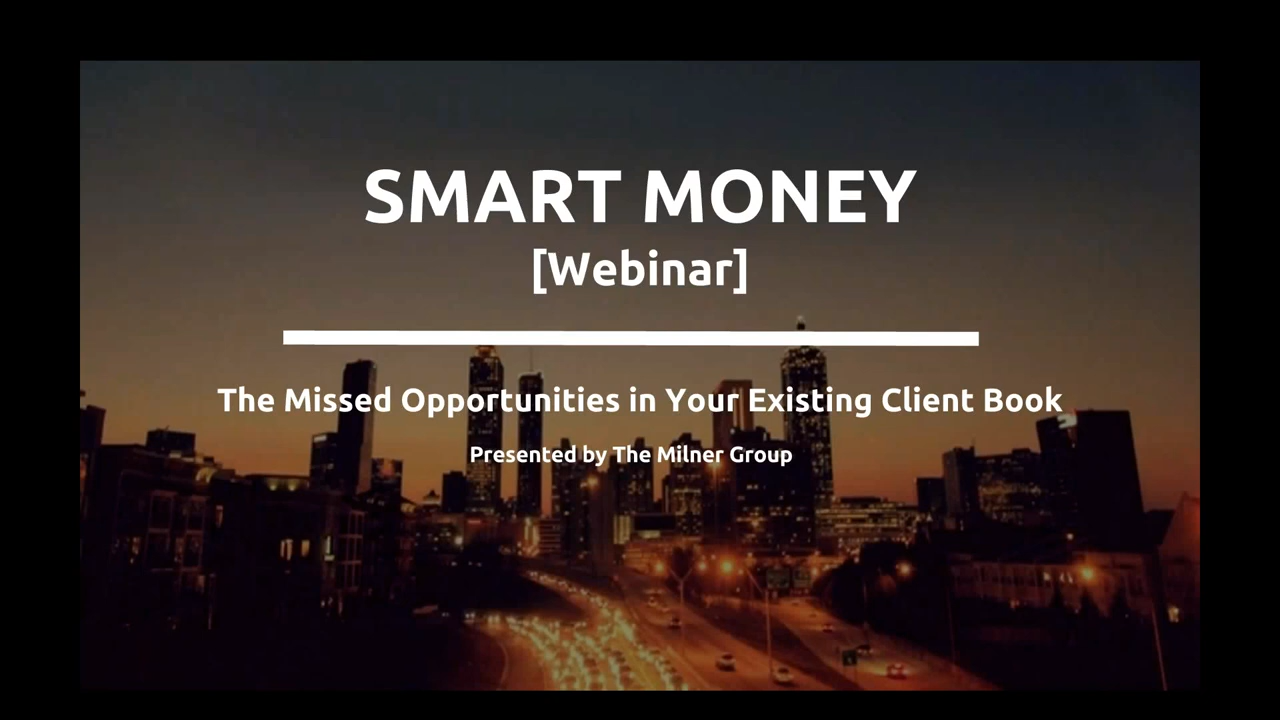 SMART MONEY
[Webinar]
The Missed Opportunities in Your Existing Client Book
Presented by The Milner Group